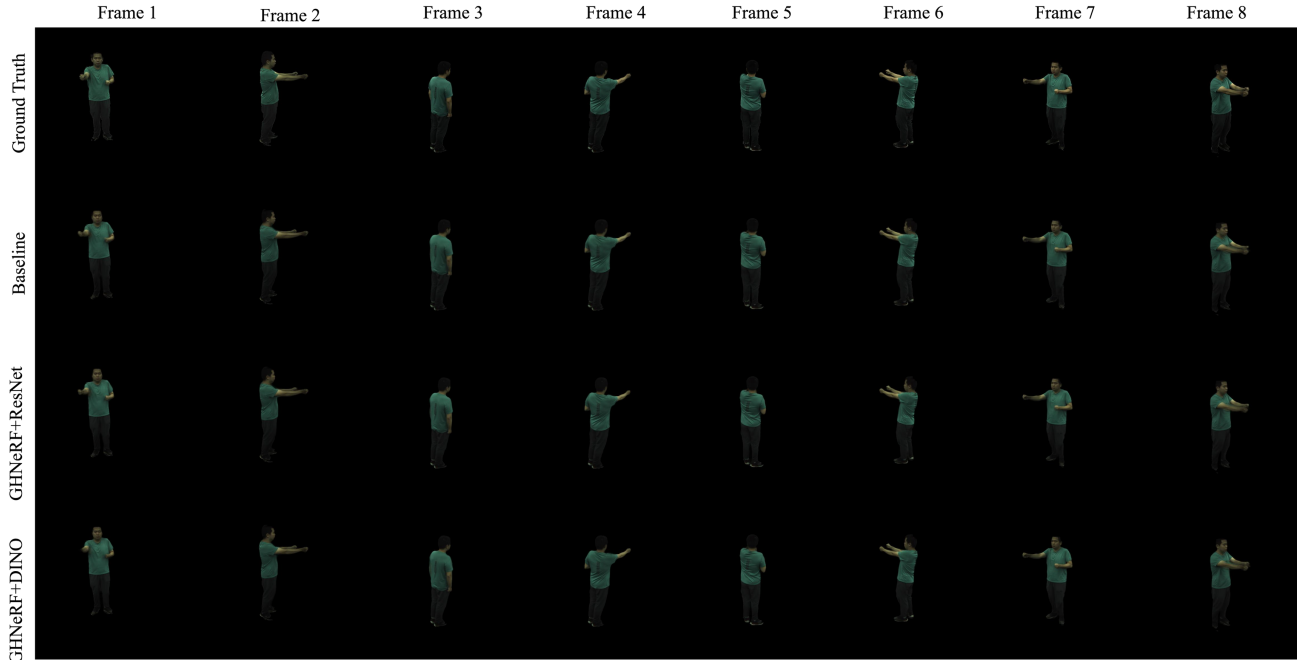 Frame 1 Frame 2 Frame 3 Frame 4 Frame 5 Frame 6 Frame 7 Frame 8
Ground Truth
Baseline
GHNeRF+ResNet
GHNeRF+DINO